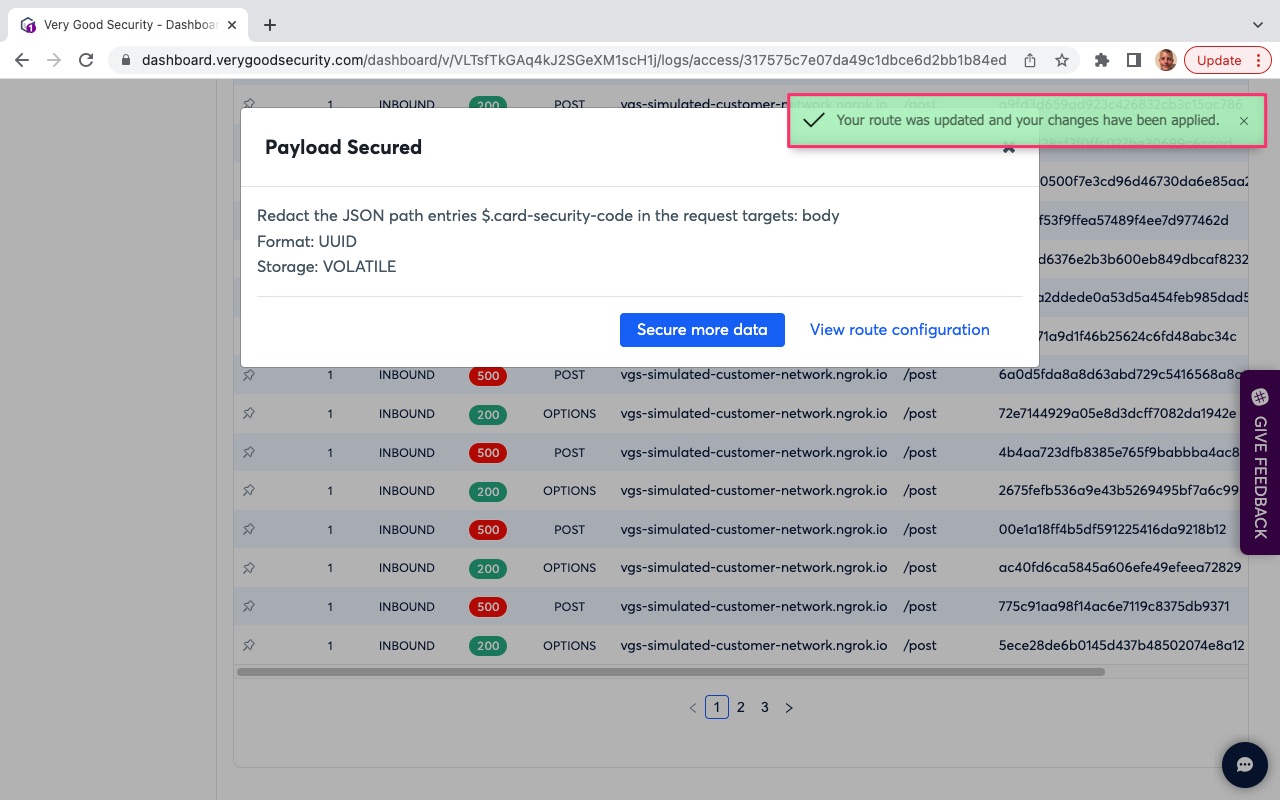 Very Good Security - Dashboa
dashboard.verygoodsecurity.com/dashboard/v/VLTsfTkGAq4kJ2SGeXM1scH1j/logs/access/317575c7e07da49c1dbce6d2bb1b84ed
Update
1 INBOUND 200 POST vgs-simulated-customer-network.ngrok.io /post a9fd3d659ad923c426832cb3c15ac786
Your route was updated and your changes have been applied.
Payload Secured
0500f7e3cd96d46730da6e85aa2
Redact the JSON path entries $.card-security-code in the request targets: body
f53f9ffea57489f4ee7d977462d
Format: UUID
d6376e2b3b600eb849dbcaf8232
Storage: VOLATILE
a2ddede0a53d5a454feb985dad5
Secure more data View route configuration
71a9d1f46b25624c6fd48abc34c
1 INBOUND 500 POST vgs-simulated-customer-network.ngrok.io /post 6a0d5fda8a8d63abd729c5416568a8c
1 INBOUND 200 OPTIONS vgs-simulated-customer-network.ngrok.io /post 72e7144929a05e8d3dcff7082da1942e
1 INBOUND 500 POST vgs-simulated-customer-network.ngrok.io /post 4b4aa723dfb8385e765f9babbba4ac8
1 INBOUND 200 OPTIONS vgs-simulated-customer-network.ngrok.io /post 2675fefb536a9e43b5269495bf7a6c99
1 INBOUND 500 POST vgs-simulated-customer-network.ngrok.io /post 00e1a18ff4b5df591225416da9218b12
1 INBOUND 200 OPTIONS vgs-simulated-customer-network.ngrok.io /post ac40fd6ca5845a606efe49efeea72829
1 INBOUND 500 POST vgs-simulated-customer-network.ngrok.io /post 775c91aa98f14ac6e7119c8375db9371
1 INBOUND 200 OPTIONS vgs-simulated-customer-network.ngrok.io /post 5ece28de6b0145d437b48502074e8a12
GIVE FEEDBACK
< 1 2 3 >